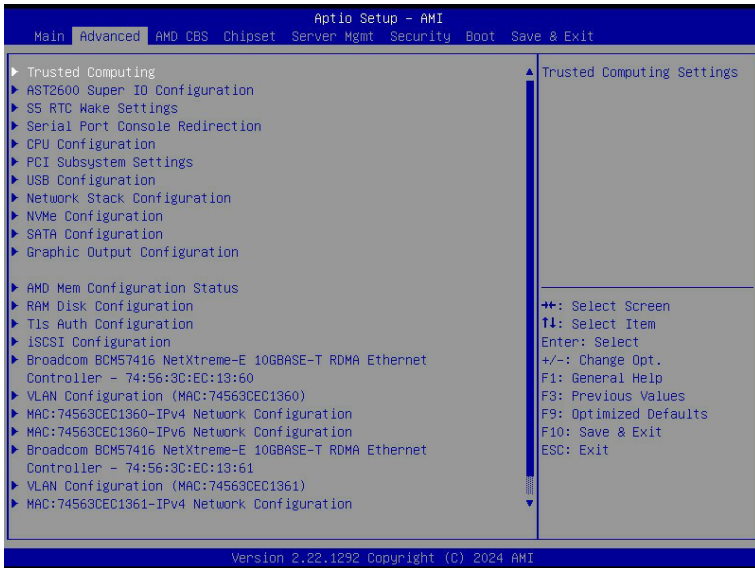 Aptio Setup – AMI
Main Advanced AMD CBS Chipset Server Mgmt Security Boot Save & Exit
▶ Trusted Computing
▶ AST2600 Super IO Configuration
▶ S5 RTC Wake Settings
▶ Serial Port Console Redirection
▶ CPU Configuration
▶ PCI Subsystem Settings
▶ USB Configuration
▶ Network Stack Configuration
▶ NVMe Configuration
▶ SATA Configuration
▶ Graphic Output Configuration
▶ AMD Mem Configuration Status
▶ RAM Disk Configuration
▶ Tls Auth Configuration
▶ iSCSI Configuration
▶ Broadcom BCM57416 NetXtreme-E 10GBASE-T RDMA Ethernet
Controller – 74:56:3C:EC:13:60
▶ VLAN Configuration (MAC:74563CEC1360)
▶ MAC:74563CEC1360-IPv4 Network Configuration
▶ MAC:74563CEC1360-IPv6 Network Configuration
▶ Broadcom BCM57416 NetXtreme-E 10GBASE-T RDMA Ethernet
Controller – 74:56:3C:EC:13:61
▶ VLAN Configuration (MAC:74563CEC1361)
▶ MAC:74563CEC1361-IPv4 Network Configuration
Trusted Computing Settings
→←: Select Screen
↑↓: Select Item
Enter: Select
+/-: Change Opt.
F1: General Help
F3: Previous Values
F9: Optimized Defaults
F10: Save & Exit
ESC: Exit
Version 2.22.1292 Copyright (C) 2024 AMI